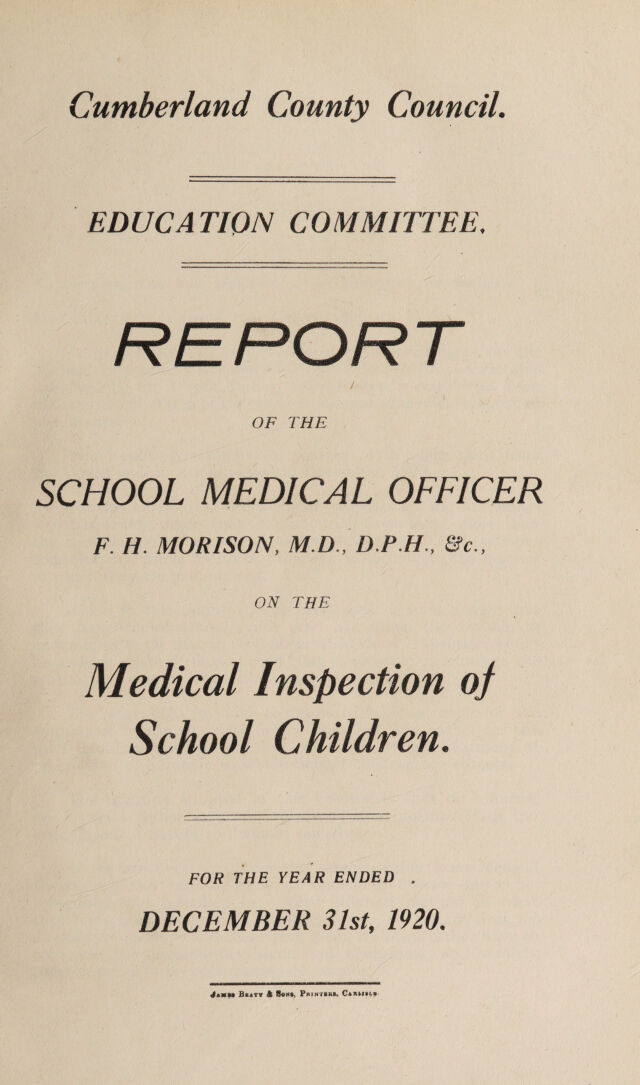 Cumberland County Council.
EDUCATION COMMITTEE.
REPORT
OF THE
SCHOOL MEDICAL OFFICER
F. H. MORISON, M.D., D.P.H., &c.,
ON THE
Medical Inspection of
School Children.
FOR THE YEAR ENDED .
DECEMBER 31st, 1920.
JAMES BEATY & SONS, PRINTERS, CARLISLE